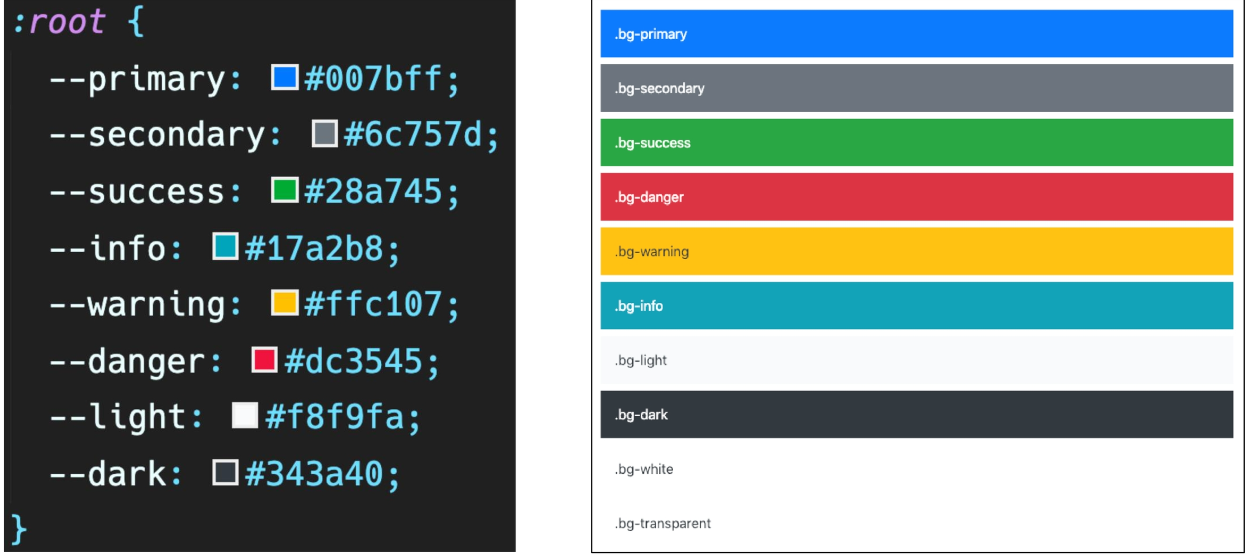 :root {
--primary: #007bff;
--secondary: #6c757d;
--success: #28a745;
--info: #17a2b8;
--warning: #ffc107;
--danger: #dc3545;
--light: #f8f9fa;
--dark: #343a40;
}
.bg-primary
.bg-secondary
.bg-success
.bg-danger
.bg-warning
.bg-info
.bg-light
.bg-dark
.bg-white
.bg-transparent